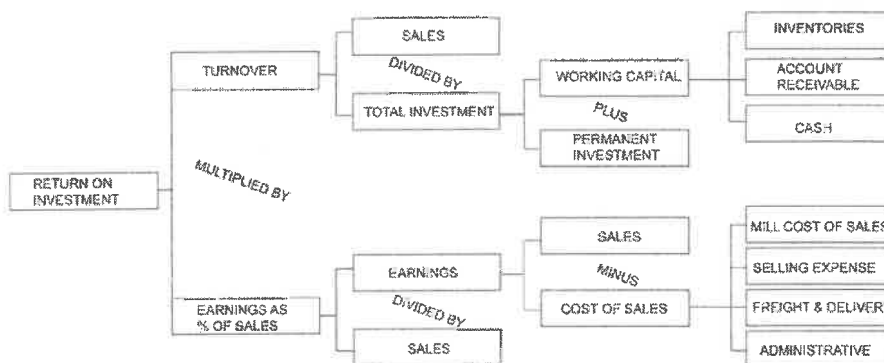 SALES
INVENTORIES
TURNOVER
DIVIDED BY
WORKING CAPITAL
ACCOUNT
RECEIVABLE
TOTAL INVESTMENT
PLUS
CASH
PERMANENT
INVESTMENT
MULTIPLIED BY
RETURN ON
INVESTMENT
SALES
MILL COST OF SALES
EARNINGS
MINUS
SELLING EXPENSE
EARNINGS AS
% OF SALES
DIVIDED BY
COST OF SALES
FREIGHT & DELIVER
SALES
ADMINISTRATIVE